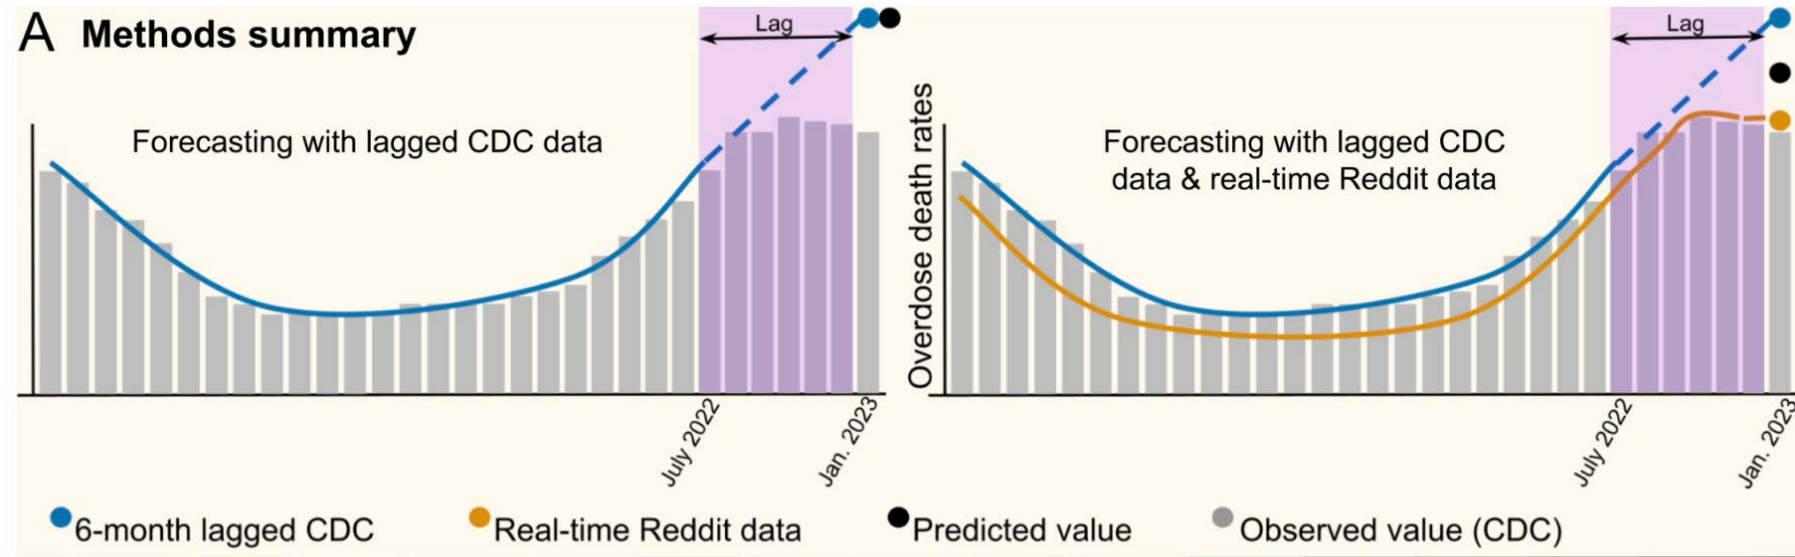 A Methods summary
Lag
Forecasting with lagged CDC data
July 2022
Jan. 2023
Overdose death rates
Lag
Forecasting with lagged CDC
data & real-time Reddit data
July 2022
Jan. 2023
6-month lagged CDC
Real-time Reddit data
Predicted value
Observed value (CDC)